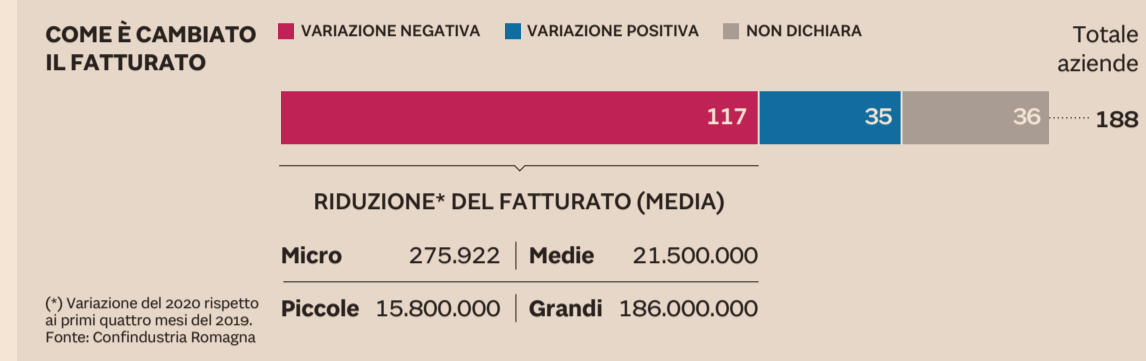 COME È CAMBIATO
IL FATTURATO
VARIAZIONE NEGATIVA VARIAZIONE POSITIVA NON DICHIARA
Totale
aziende
117 35 36 188
RIDUZIONE* DEL FATTURATO (MEDIA)
Micro 275.922 Medie 21.500.000
Piccole 15.800.000 Grandi 186.000.000
(*) Variazione del 2020 rispetto
ai primi quattro mesi del 2019.
Fonte: Confindustria Romagna